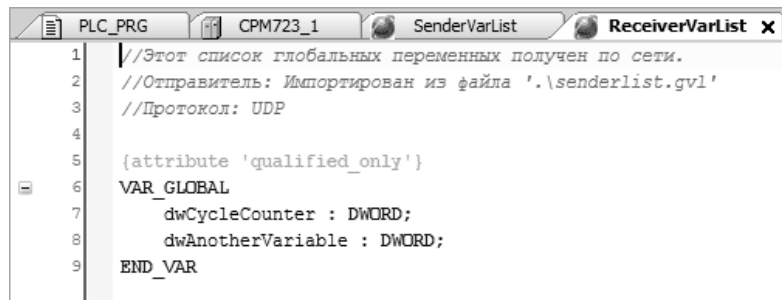 PLC_PRG CPM723_1 SenderVarList ReceiverVarList X
1 //Этот список глобальных переменных получен по сети.
2 //Отправитель: Импортирован из файла '.\senderlist.gvl'
3 //Протокол: UDP
4
5 {attribute 'qualified_only'}
6 VAR_GLOBAL
7 dwCycleCounter : DWORD;
8 dwAnotherVariable : DWORD;
9 END_VAR